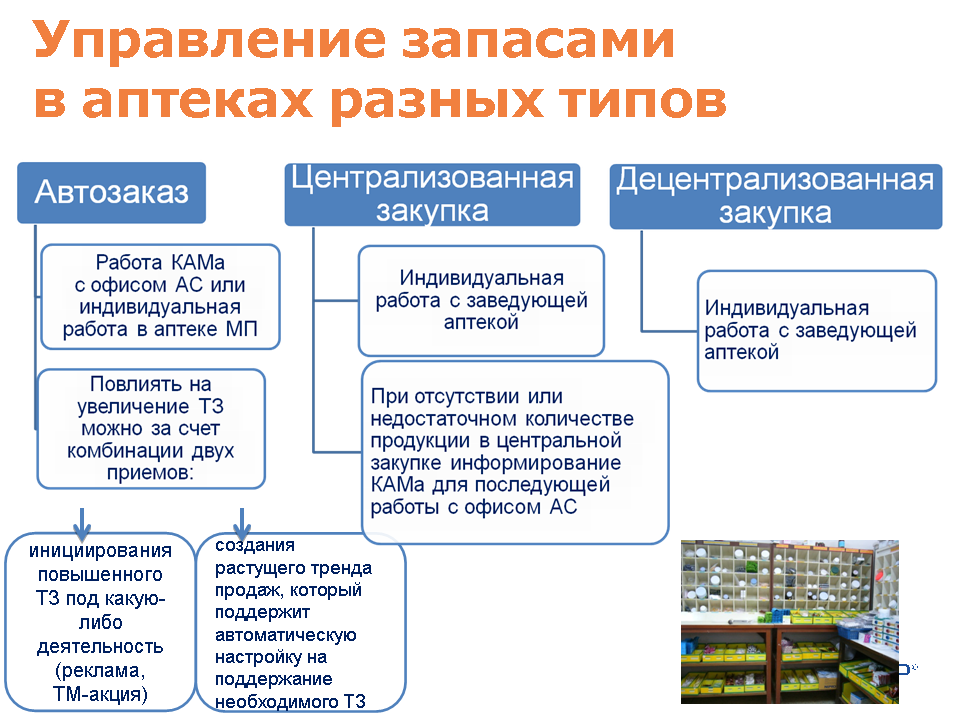 Управление запасами
в аптеках разных типов
Автозаказ
Работа КАМа
с офисом АС или
индивидуальная
работа в аптеке МП
Повлиять на
увеличение ТЗ
можно за счет
комбинации двух
приемов:
инициирования
повышенного
ТЗ под какую-
либо
деятельность
(реклама,
ТМ-акция)
создания
растущего тренда
продаж, который
поддержит
автоматическую
настройку на
поддержание
необходимого ТЗ
Централизованная
закупка
Индивидуальная
работа с заведующей
аптекой
При отсутствии или
недостаточном количестве
продукции в центральной
закупке информирование
КАМа для последующей
работы с офисом АС
Децентрализованная
закупка
Индивидуальная
работа с заведующей
аптекой